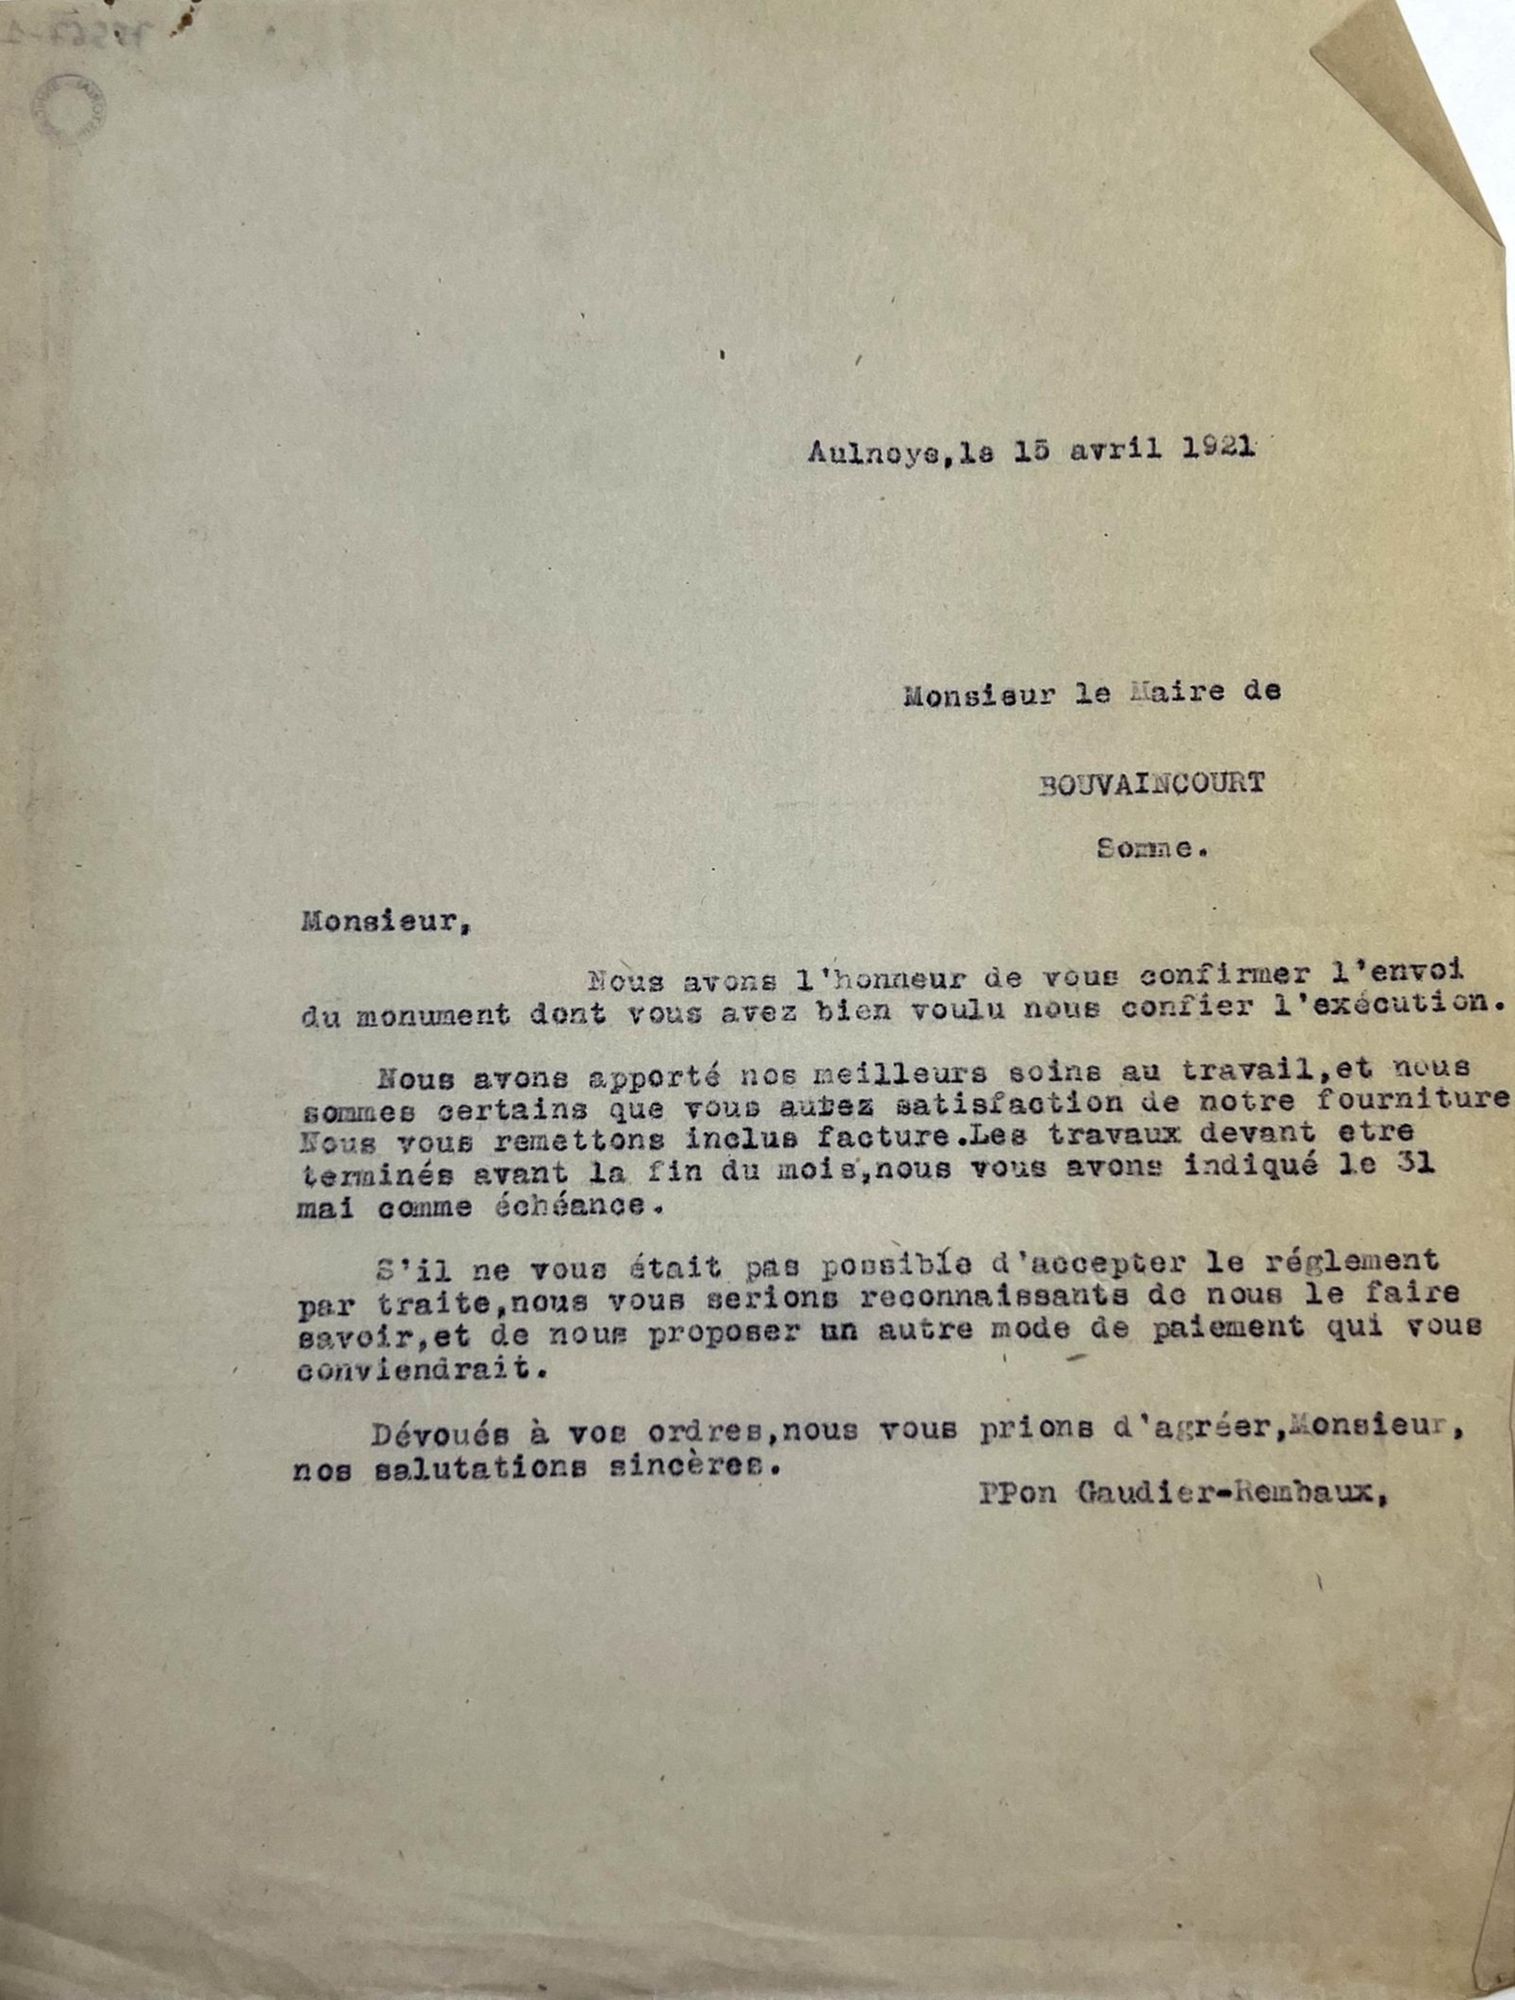 Aulnoye,le 15 avril 1921
Monsieur le Maire de
BOUVAINCOURT
Somme.
Monsieur,
Nous avons l'honneur de vous confirmer l'envoi
du monument dont vous avez bien voulu nous confier l'exécution.
Nous avons apporté nos meilleurs soins au travail,et nous
sommes certains que vous aurez satisfaction de notre fourniture
Nous vous remettons inclus facture.Les travaux devant etre
terminés avant la fin du mois,nous vous avons indiqué le 31
mai comme échéance.
S'il ne vous était pas possible d'accepter le réglement
par traite,nous vous serions reconnaissants de nous le faire
savoir,et de nous proposer un autre mode de paiement qui vous
conviendrait.
Dévoués à vos ordres,nous vous prions d'agréer,Monsieur,
nos salutations sincères.
PPon Gaudier-Rembaux,